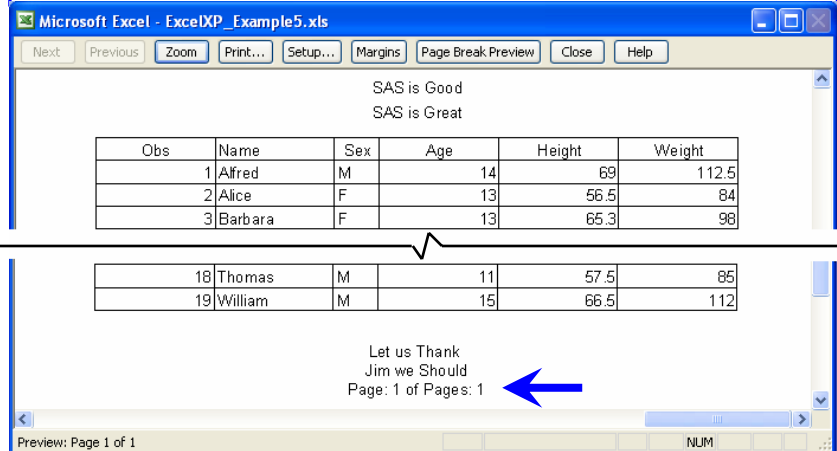 Microsoft Excel - ExcelXP_Example5.xls
Next Previous Zoom Print... Setup... Margins Page Break Preview Close Help
SAS is Good
SAS is Great
Obs Name Sex Age Height Weight
1 Alfred M 14 69 112.5
2 Alice F 13 56.5 84
3 Barbara F 13 65.3 98
18 Thomas M 11 57.5 85
19 William M 15 66.5 112
Let us Thank
Jim we Should
Page: 1 of Pages: 1
Preview: Page 1 of 1 NUM